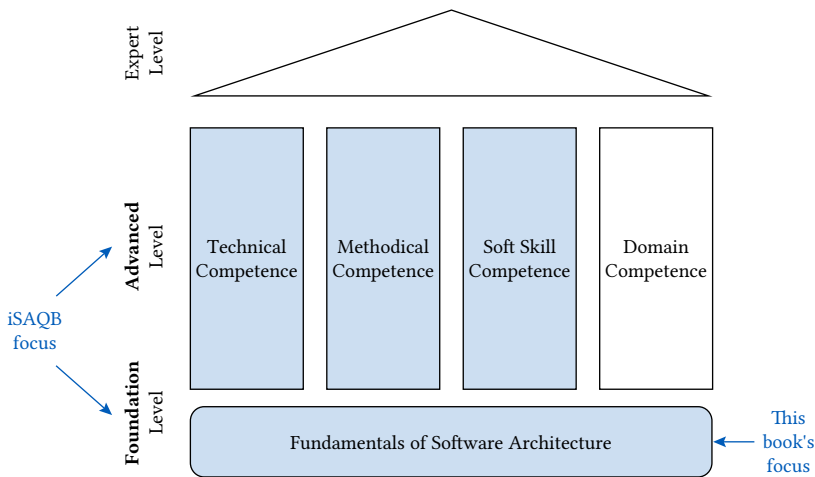 Expert
Level
Advanced
Level
Technical
Competence
Methodical
Competence
Soft Skill
Competence
Domain
Competence
iSAQB
focus
Foundation
Level
Fundamentals of Software Architecture
This
book's
focus